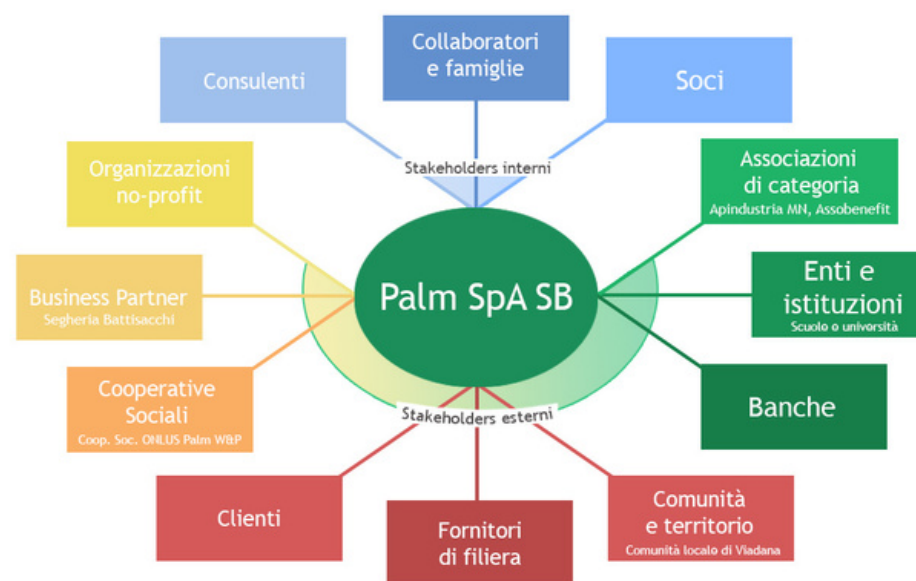 Collaboratori
e famiglie
Consulenti
Soci
Stakeholders interni
Organizzazioni
no-profit
Associazioni
di categoria
Apindustria MN, Assobenefit
Business Partner
Segheria Battisacchi
Palm SpA SB
Enti e
istituzioni
Scuole e università
Cooperative
Sociali
Coop. Soc. ONLUS Palm W&P
Banche
Stakeholders esterni
Clienti
Fornitori
di filiera
Comunità
e territorio
Comunità locale di Viadana